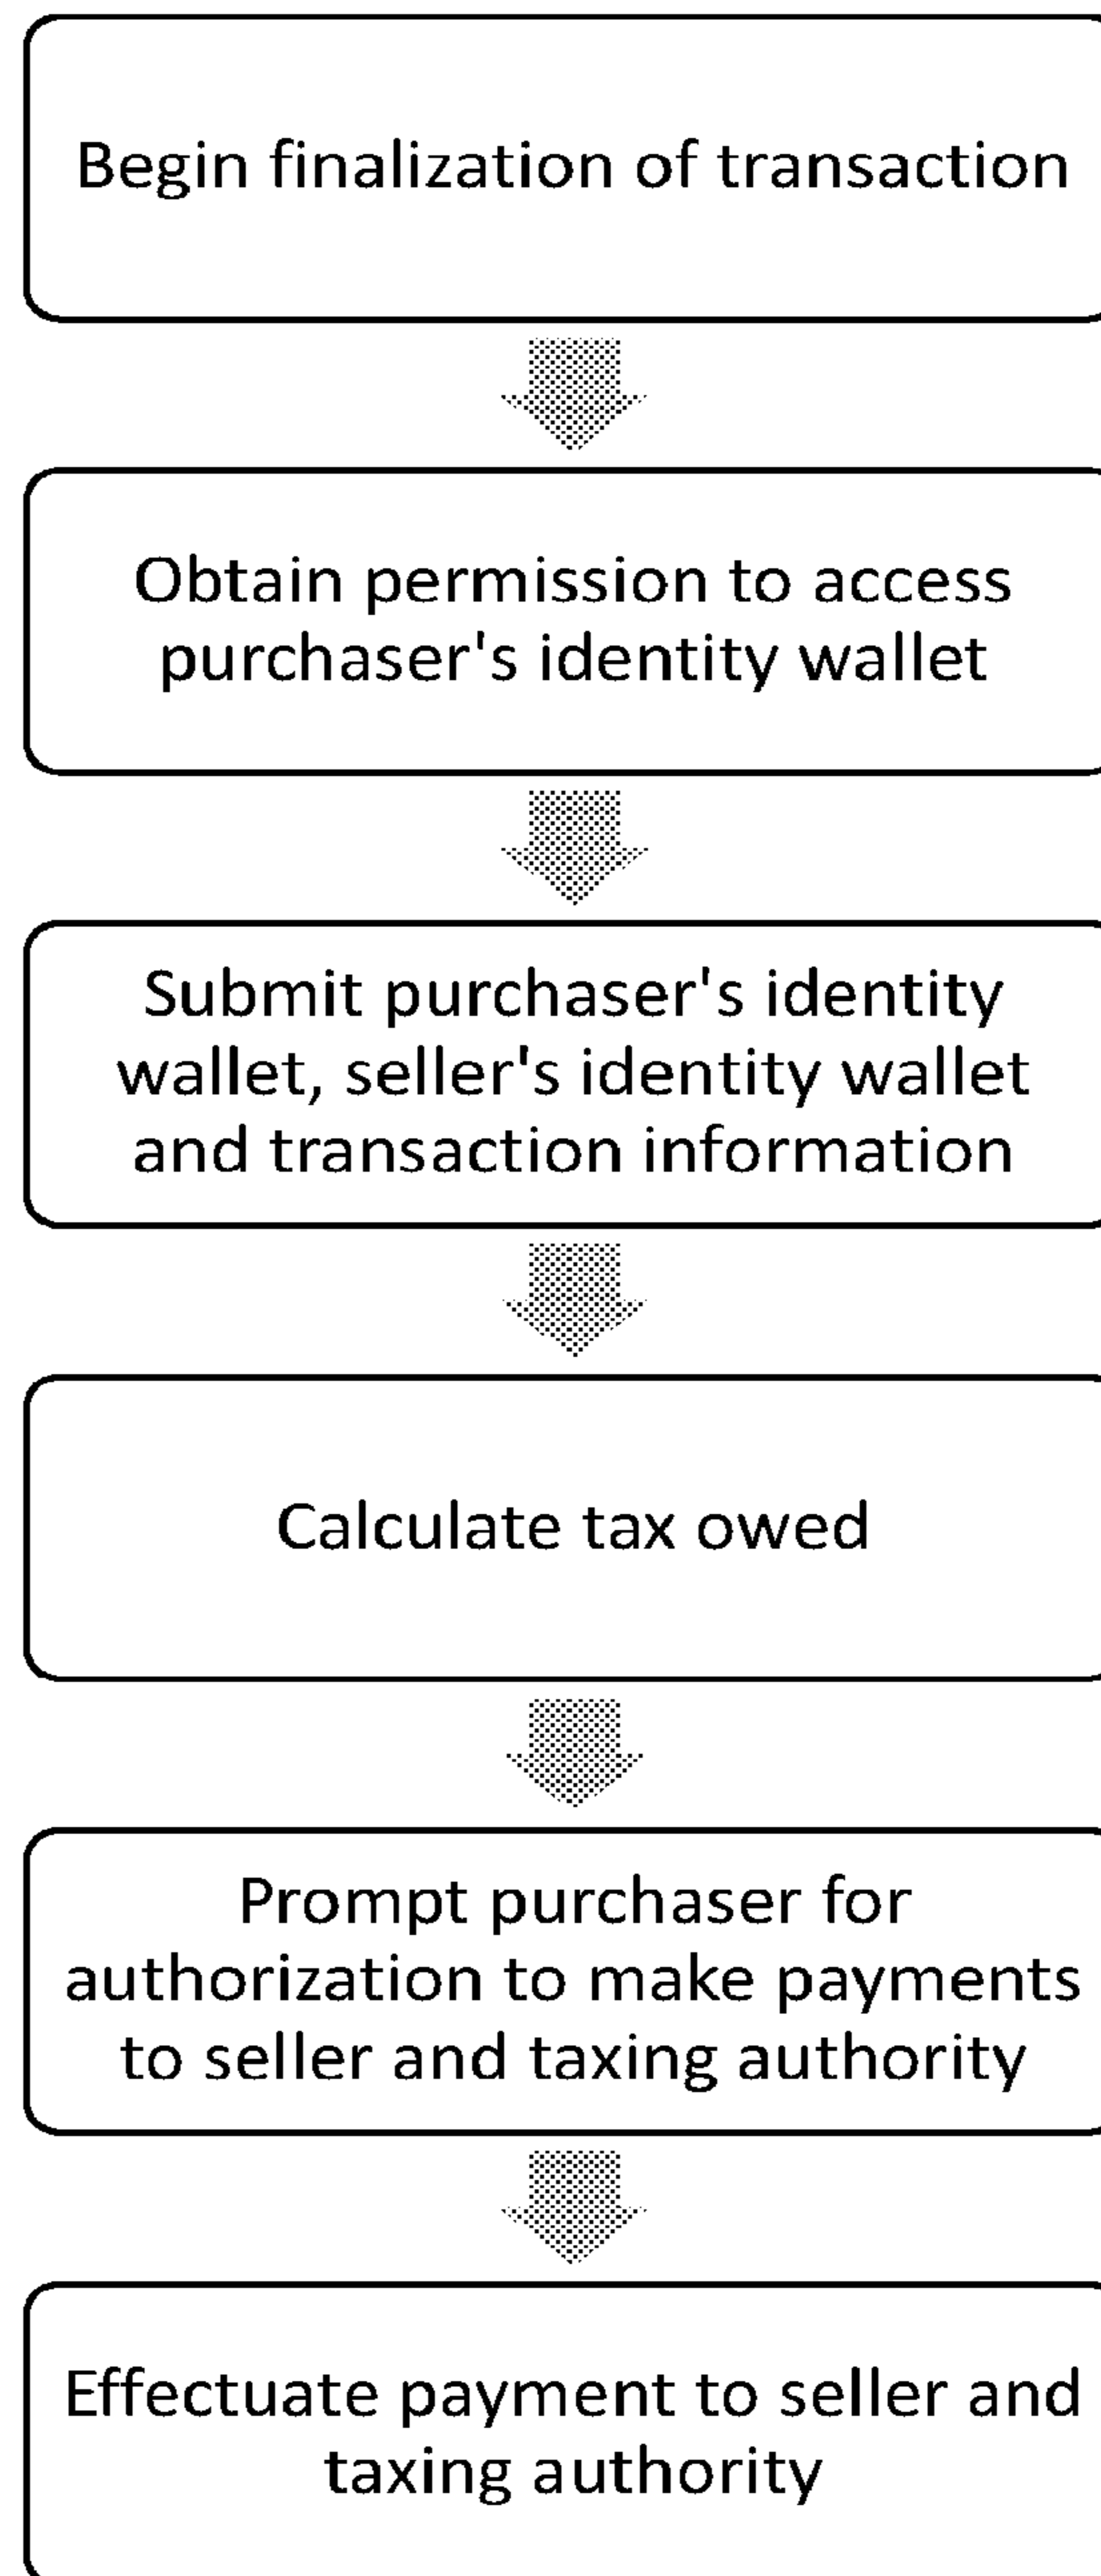 Begin finalization of transaction
Obtain permission to access
purchaser's identity wallet
Submit purchaser's identity
wallet, seller's identity wallet
and transaction information
Calculate tax owed
Prompt purchaser for
authorization to make payments
to seller and taxing authority
Effectuate payment to seller and
taxing authority